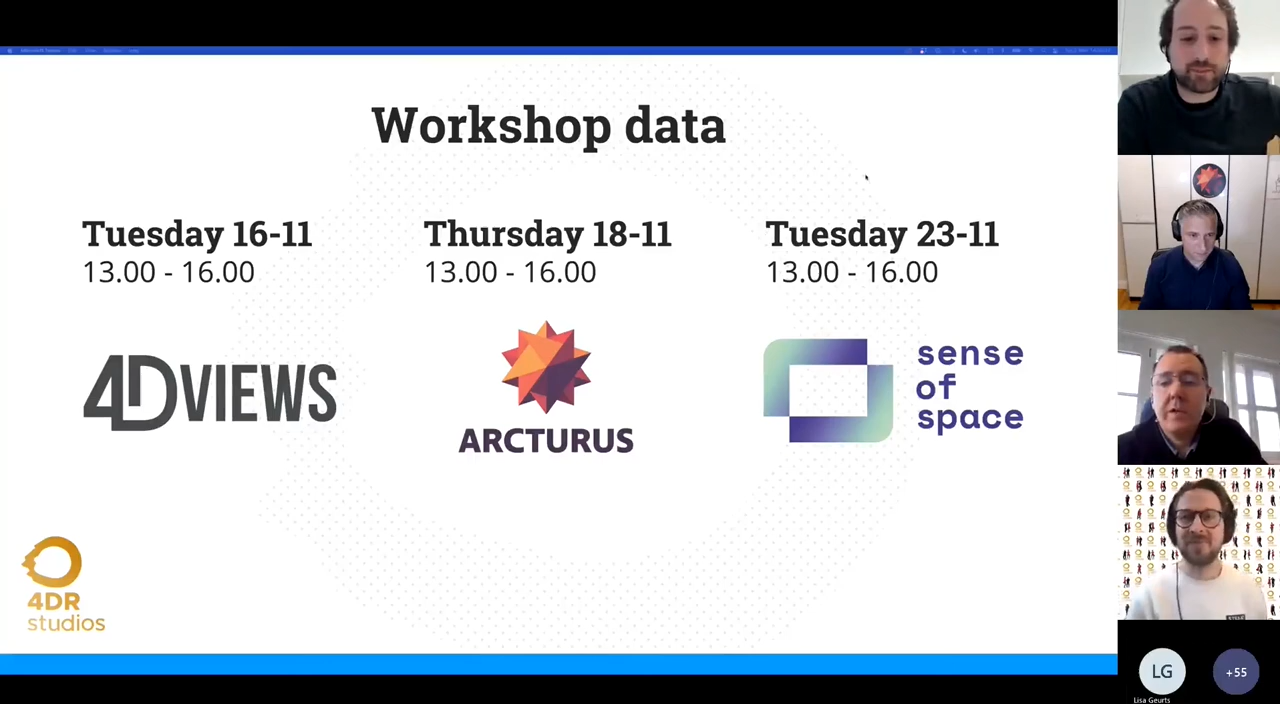 Workshop data
Tuesday 16-11
13.00 - 16.00
4DVIEWS
Thursday 18-11
13.00 - 16.00
ARCTURUS
Tuesday 23-11
13.00 - 16.00
sense
of
space
4DR
studios
LG
+55
Lisa Geurts